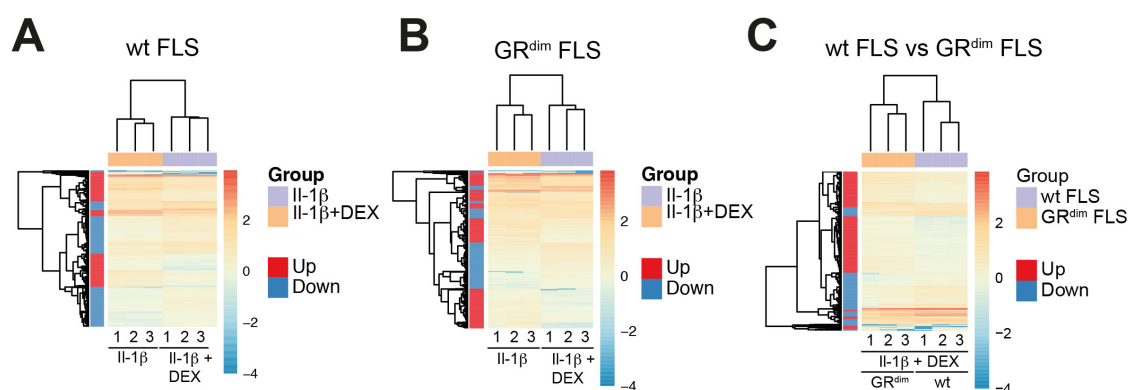 A
wt FLS
2
0
−2
−4
Group
Il-1β
Il-1β+DEX
Up
Down
1 2 3 1 2 3
Il-1β Il-1β +
DEX
B
GRdim FLS
2
0
−2
−4
Group
Il-1β
Il-1β+DEX
Up
Down
1 2 3 1 2 3
Il-1β Il-1β +
DEX
C
wt FLS vs GRdim FLS
2
0
−2
−4
Group
wt FLS
GRdim FLS
Up
Down
1 2 3 1 2 3
Il-1β + DEX
GRdim wt